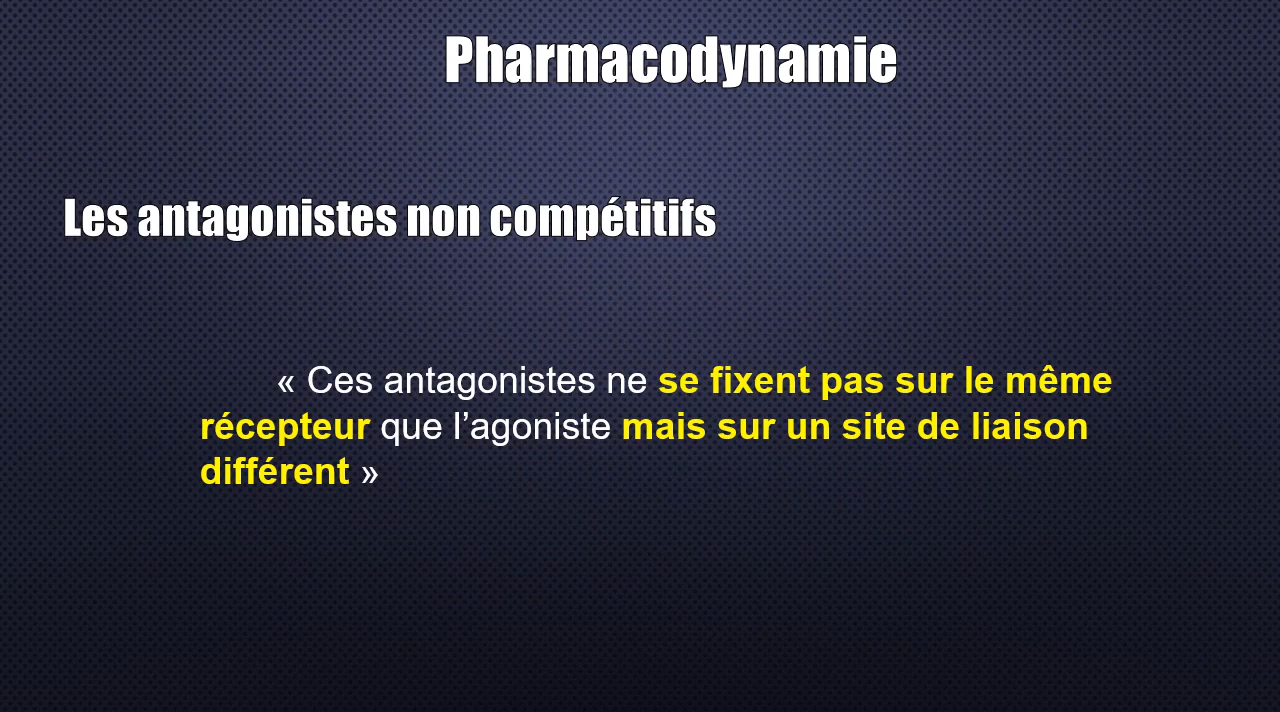 Pharmacodynamie
Les antagonistes non compétitifs
« Ces antagonistes ne se fixent pas sur le même
récepteur que l’agoniste mais sur un site de liaison
différent »